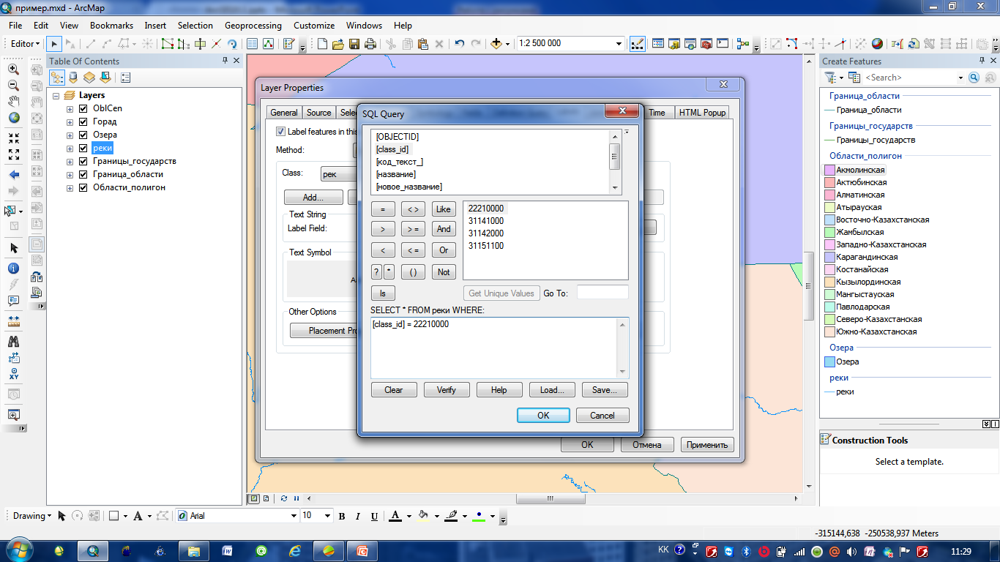 пример.mxd - ArcMap
File Edit View Bookmarks Insert Selection Geoprocessing Customize Windows Help
Editor
1:2 500 000
Table Of Contents
Layers
OblCen
Горад
Озера
реки
Границы_государств
Граница_области
Области_полигон
Layer Properties
General Source Selec
Time HTML Popup
Label features in this
Method:
Class: рек
Add...
Text String
Label Field:
Text Symbol
Other Options
Placement Pro
OK Отмена Применить
SQL Query
[OBJECTID]
[class_id]
[код_текст_]
[название]
[новое_название]
= < > Like
> > = And
< < = Or
? * ( ) Not
Is
22210000
31141000
31142000
31151100
Get Unique Values Go To:
SELECT * FROM реки WHERE:
[class_id] = 22210000
Clear Verify Help Load... Save...
OK Cancel
Create Features
<Search>
Граница_области
Граница_области
Границы_государств
Границы_государств
Области_полигон
Акмолинская
Актюбинская
Алматинская
Атырауская
Восточно-Казахстанская
Жамбылская
Западно-Казахстанская
Карагандинская
Костанайская
Кызылординская
Мангыстауская
Павлодарская
Северо-Казахстанская
Южно-Казахстанская
Озера
Озера
реки
реки
Construction Tools
Select a template.
Drawing
A
Arial 10 B I U A
-315144,638 -250538,937 Meters
KK
11:29